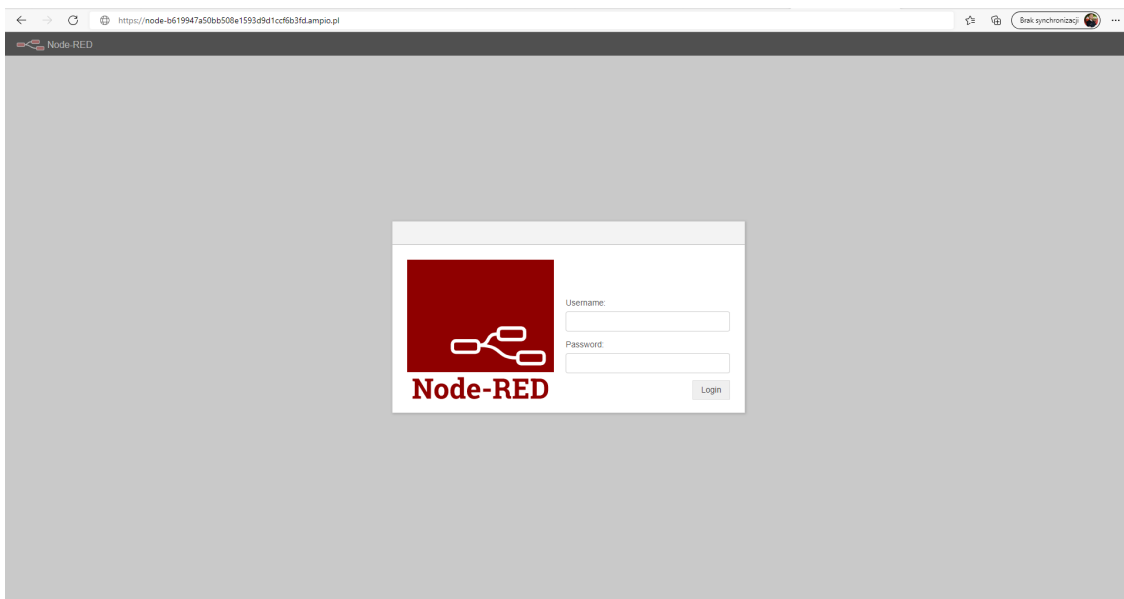 https://node-b619947a50bb508e1593d9d1ccf6b3fd.ampio.pl
Brak synchronizacji
Node-RED
Username:
Password:
Node-RED
Login